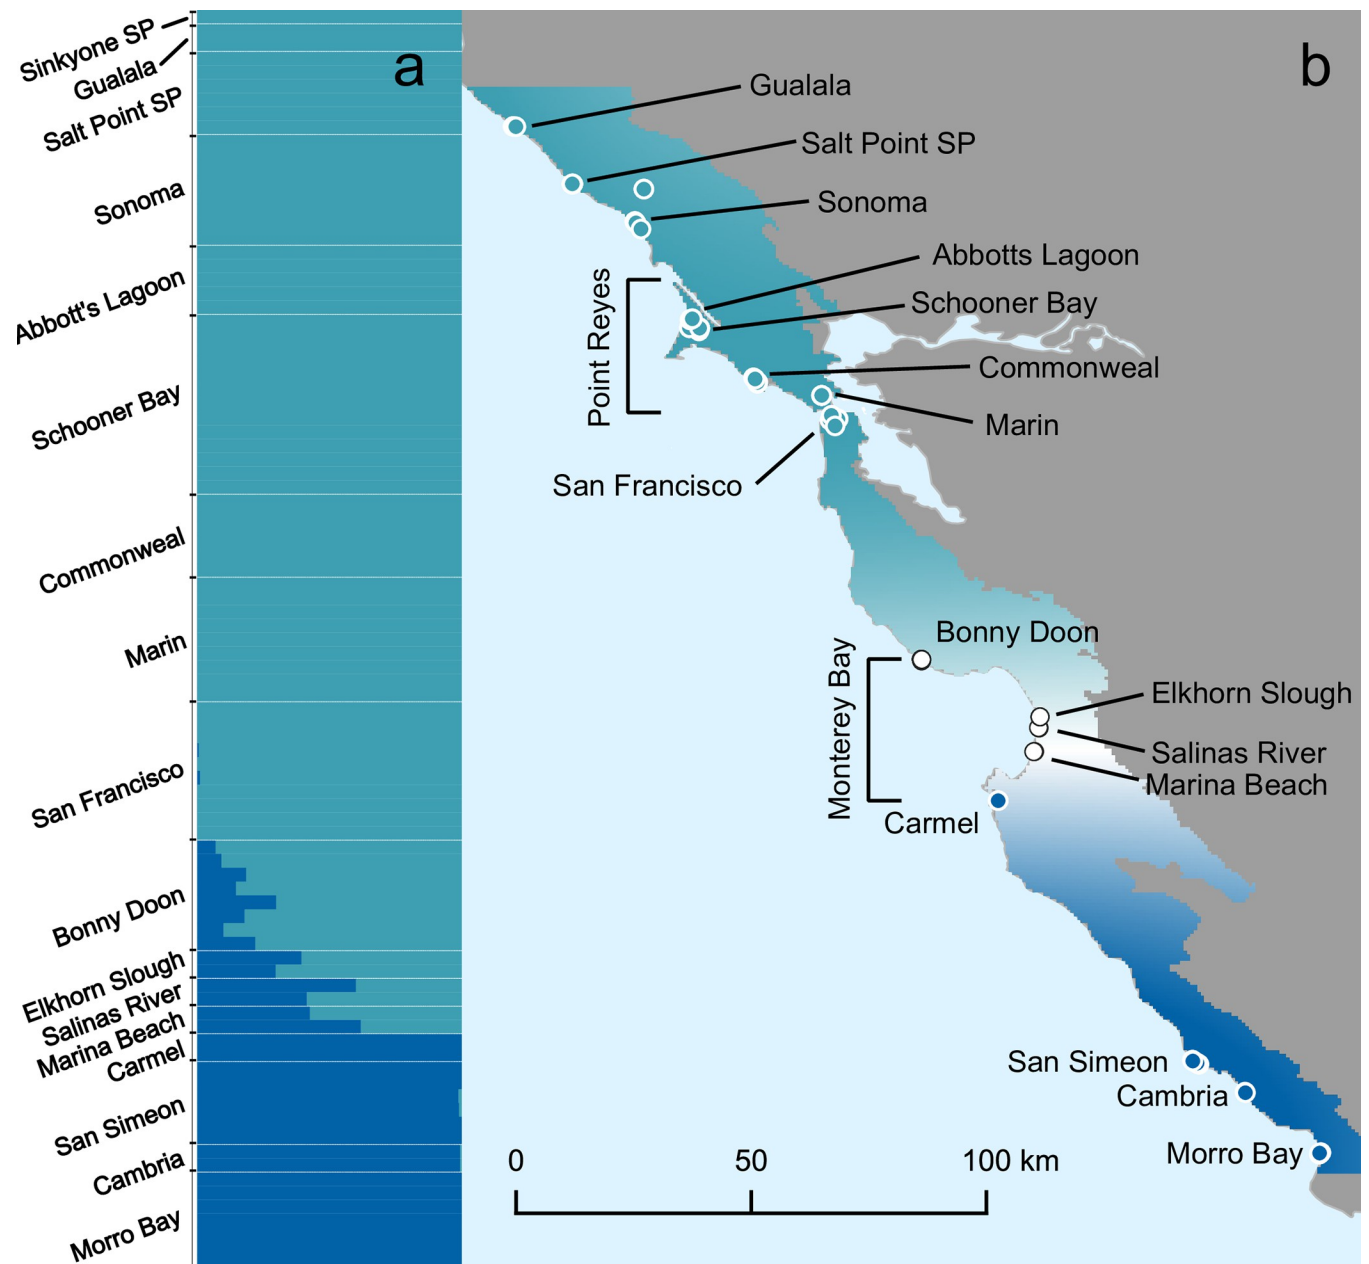 Sinkyone SP
Gualala
Salt Point SP
Sonoma
Abbott's Lagoon
Schooner Bay
Commonweal
Marin
San Francisco
Bonny Doon
Elkhorn Slough
Salinas River
Marina Beach
Carmel
San Simeon
Cambria
Morro Bay
a
b
Gualala
Salt Point SP
Sonoma
Abbotts Lagoon
Schooner Bay
Point Reyes
Commonweal
Marin
San Francisco
Bonny Doon
Monterey Bay
Elkhorn Slough
Salinas River
Marina Beach
Carmel
San Simeon
Cambria
Morro Bay
0 50 100 km